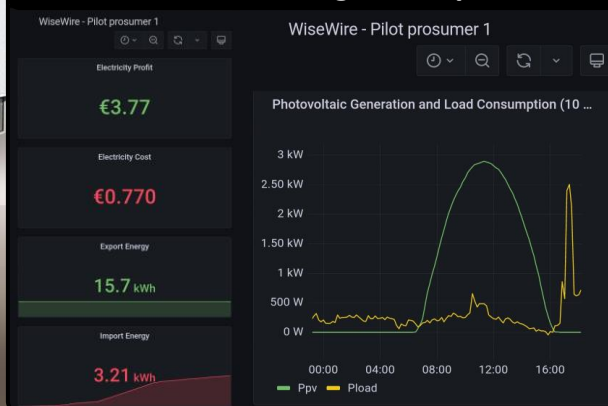 WiseWire - Pilot prosumer 1
Electricity Profit
€3.77
Electricity Cost
€0.770
Export Energy
15.7 kWh
Import Energy
3.21 kWh
WiseWire - Pilot prosumer 1
Photovoltaic Generation and Load Consumption (10 ...
3 kW
2.50 kW
2 kW
1.50 kW
1 kW
500 W
0 W
00:00 04:00 08:00 12:00 16:00
Ppv Pload